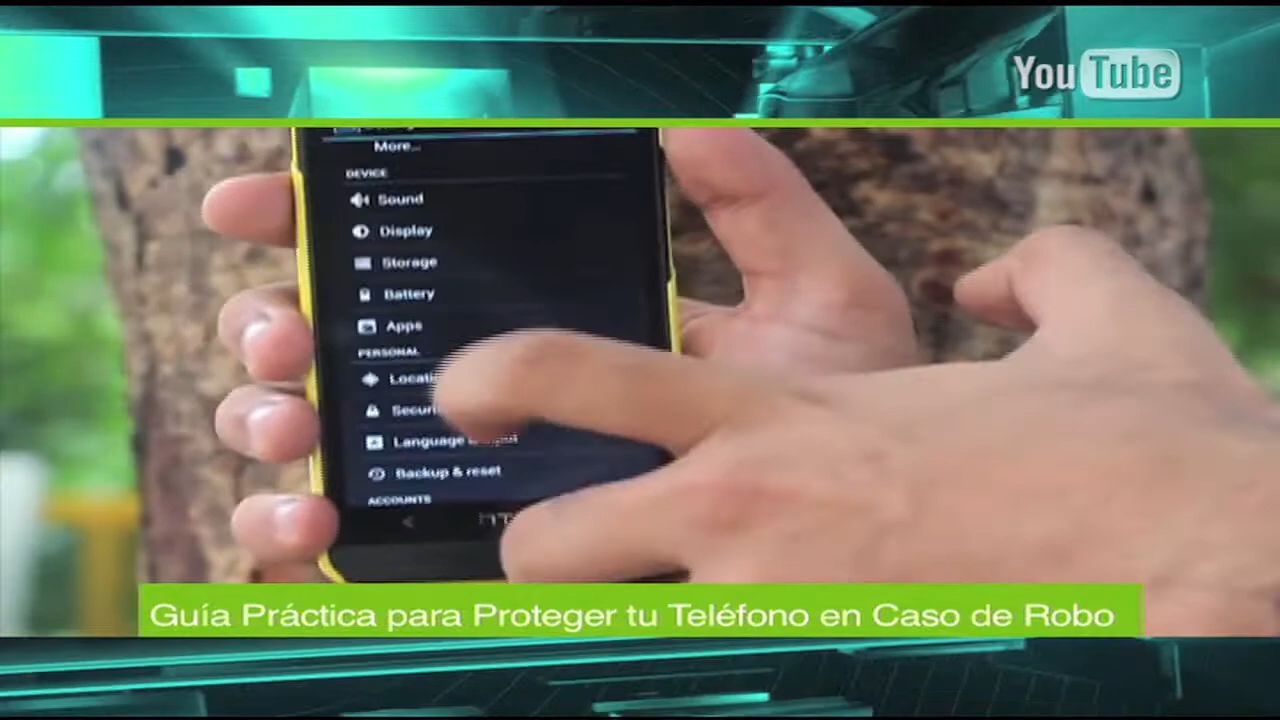 YouTube
More...
DEVICE
Sound
Display
Storage
Battery
Apps
PERSONAL
Language &
Backup & reset
ACCOUNTS
Guía Práctica para Proteger tu Teléfono en Caso de Robo